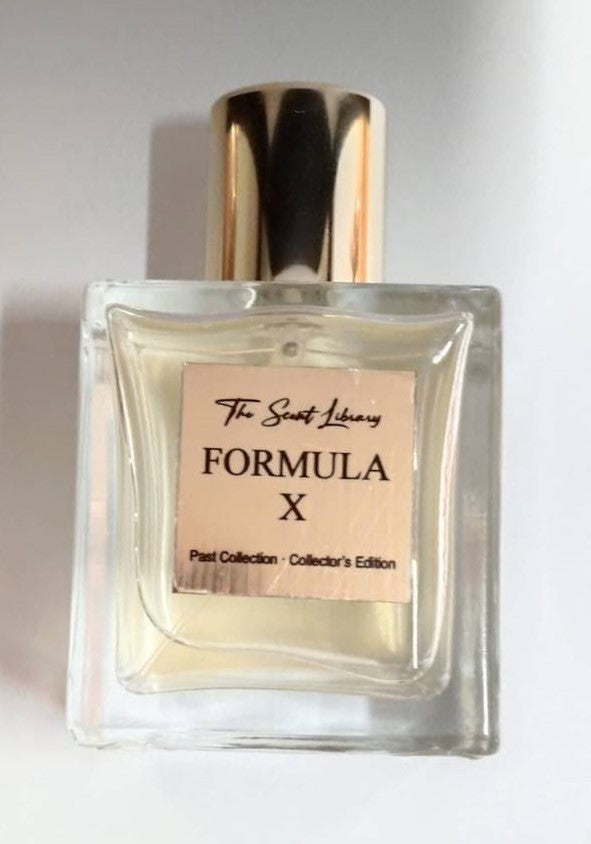 The Scent Library
FORMULA
X
Past Collection · Collector's Edition